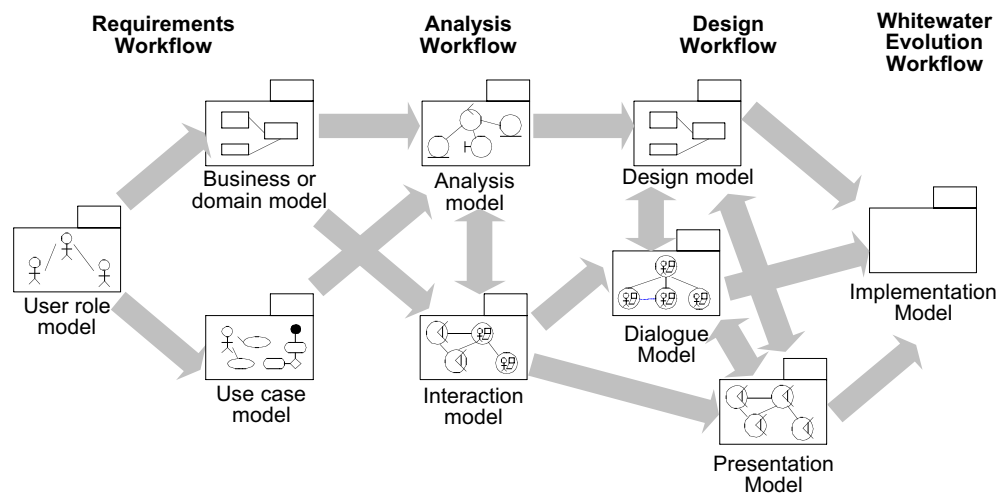 Requirements
Workflow
Analysis
Workflow
Design
Workflow
Whitewater
Evolution
Workflow
Business or
domain model
Analysis
model
Design model
User role
model
Use case
model
Interaction
model
Dialogue
Model
Implementation
Model
Presentation
Model